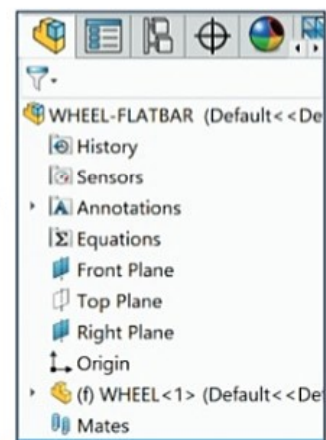 WHEEL-FLATBAR (Default<<De
History
Sensors
Annotations
Equations
Front Plane
Top Plane
Right Plane
Origin
(f) WHEEL<1> (Default<<De
Mates